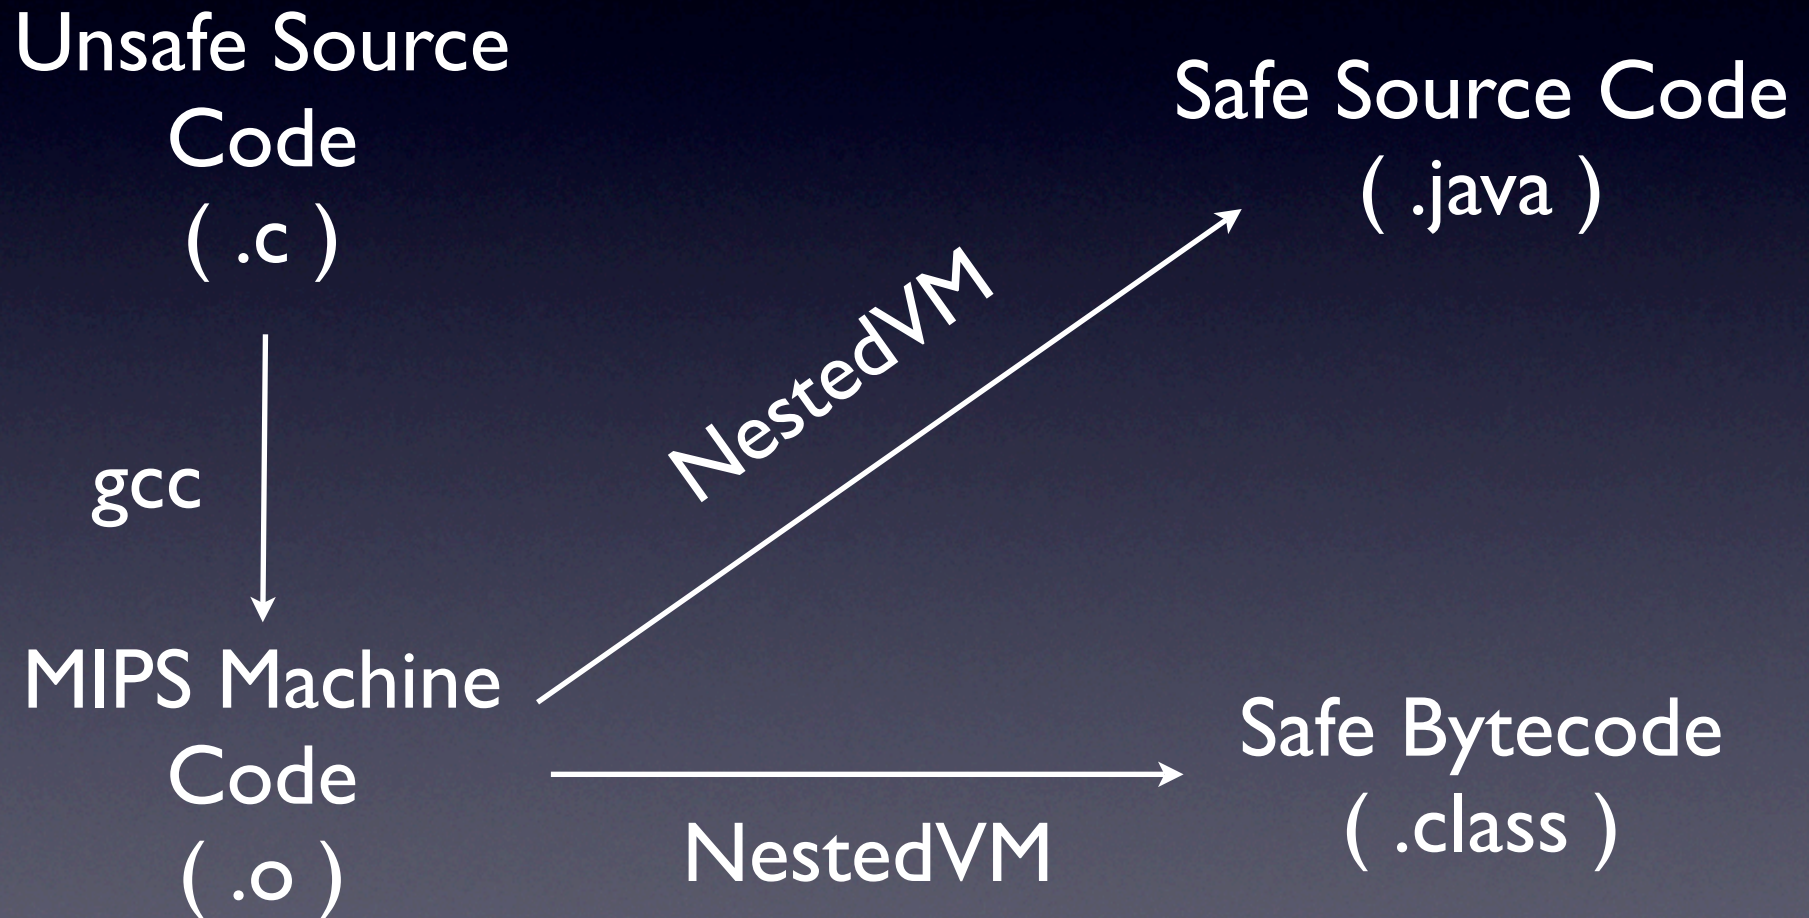 Unsafe Source
Code
( .c )
Safe Source Code
( .java )
NestedVM
gcc
MIPS Machine
Code
( .o )
NestedVM
Safe Bytecode
( .class )